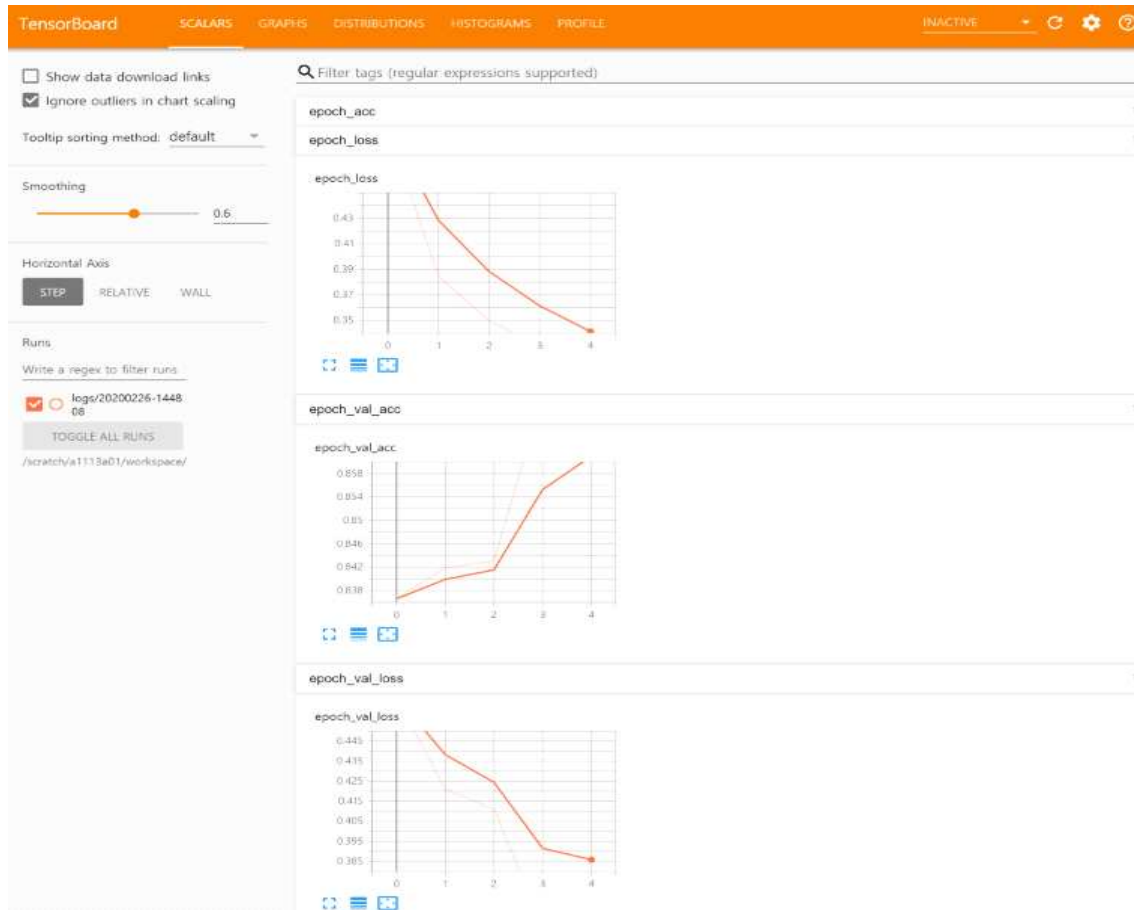 TensorBoard SCALARS GRAPHS DISTRIBUTIONS HISTOGRAMS PROFILE INACTIVE
Show data download links
Ignore outliers in chart scaling
Tooltip sorting method: default
Smoothing
0.6
Horizontal Axis
STEP RELATIVE WALL
Runs
Write a regex to filter runs
logs/20200226-1448
08
TOGGLE ALL RUNS
/scratch/a1113a01/workspace/
Filter tags (regular expressions supported)
epoch_acc
epoch_loss
epoch_loss
0.43
0.41
0.39
0.37
0.35
0 1 2 3 4
epoch_val_acc
epoch_val_acc
0.858
0.854
0.85
0.846
0.842
0.838
0 1 2 3 4
epoch_val_loss
epoch_val_loss
0.445
0.435
0.425
0.415
0.405
0.395
0.385
0 1 2 3 4